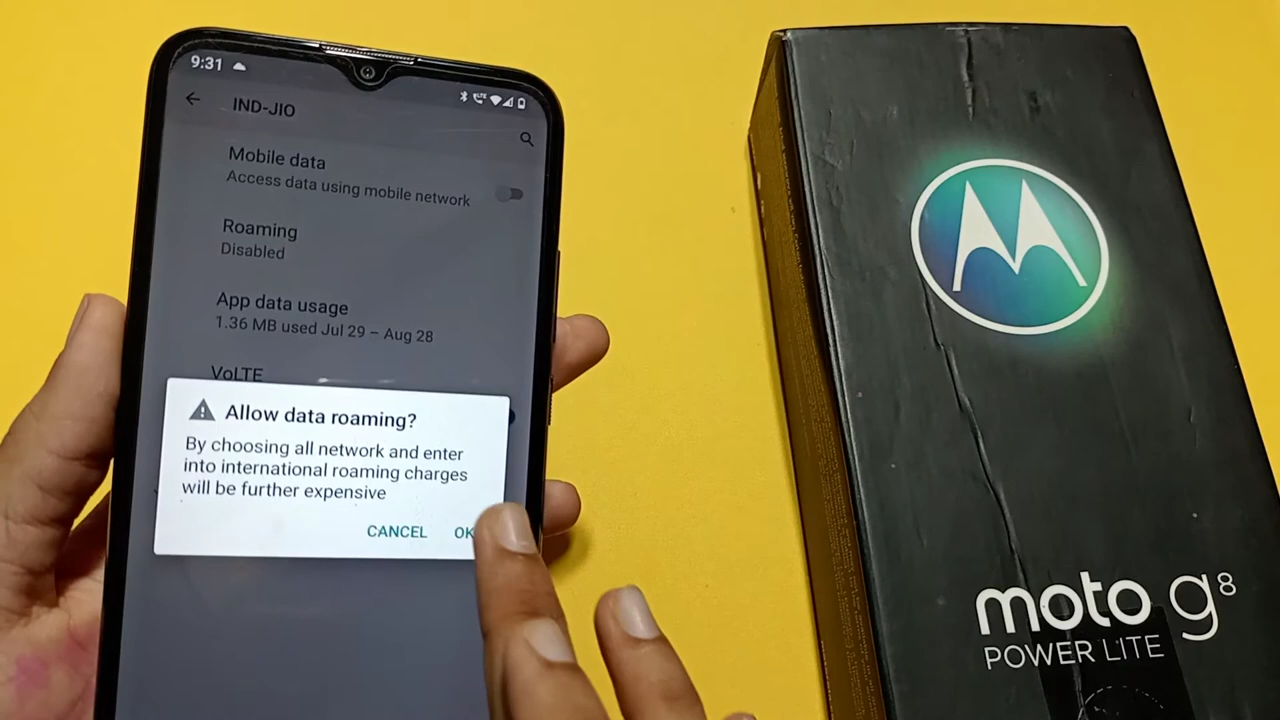 9:31
IND-JIO
Mobile data
Access data using mobile network
Roaming
Disabled
App data usage
1.36 MB used Jul 29 – Aug 28
VoLTE
Allow data roaming?
By choosing all network and enter
into international roaming charges
will be further expensive
CANCEL OK
moto g8
POWER LITE